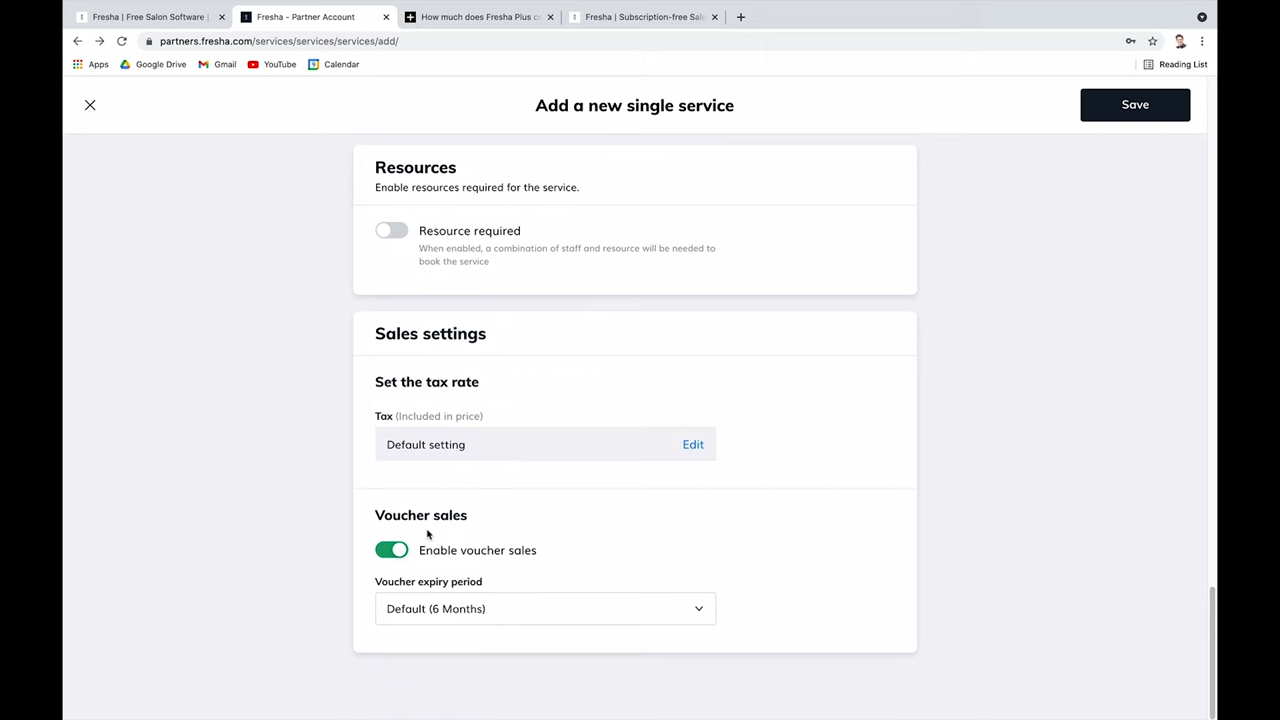 Fresha | Free Salon Software |
Fresha - Partner Account
How much does Fresha Plus c
Fresha | Subscription-free Sal
partners.fresha.com/services/services/services/add/
Apps
Google Drive
Gmail
YouTube
Calendar
Reading List
Add a new single service
Save
Resources
Enable resources required for the service.
Resource required
When enabled, a combination of staff and resource will be needed to
book the service
Sales settings
Set the tax rate
Tax (Included in price)
Default setting
Edit
Voucher sales
Enable voucher sales
Voucher expiry period
Default (6 Months)